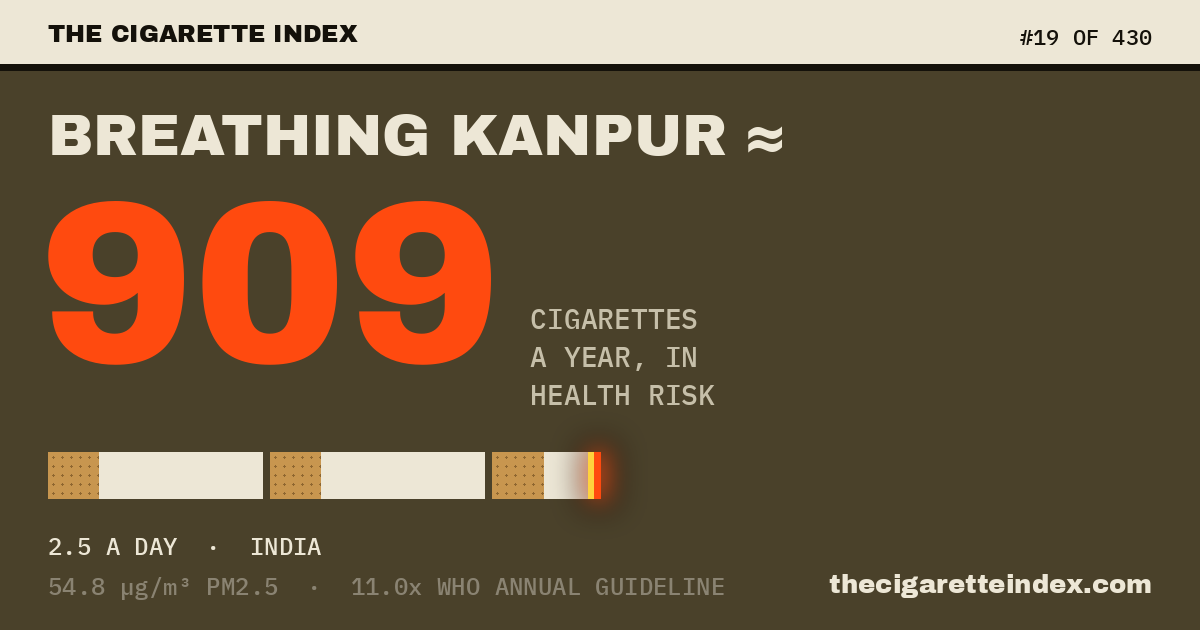 THE CIGARETTE INDEX
#19 OF 430
BREATHING KANPUR ≈
909
CIGARETTES
A YEAR, IN
HEALTH RISK
2.5 A DAY · INDIA
54.8 µg/m³ PM2.5 · 11.0x WHO ANNUAL GUIDELINE
thecigaretteindex.com